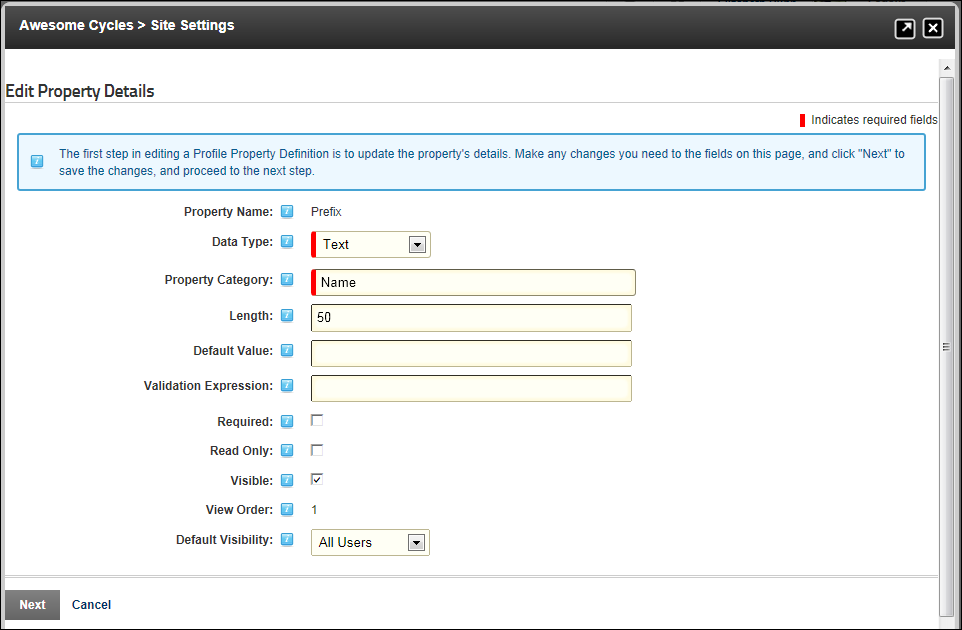 Awesome Cycles > Site Settings
Edit Property Details
Indicates required fields
The first step in editing a Profile Property Definition is to update the property's details. Make any changes you need to the fields on this page, and click "Next" to
save the changes, and proceed to the next step.
Property Name: Prefix
Data Type: Text
Property Category: Name
Length: 50
Default Value:
Validation Expression:
Required:
Read Only:
Visible:
View Order: 1
Default Visibility: All Users
Next Cancel